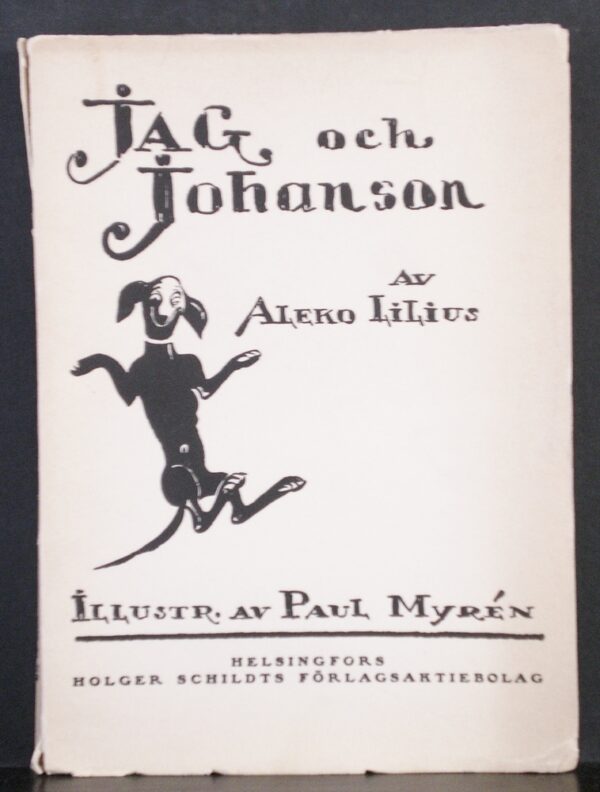 JAG och
Johanson
AV
ALEKO LILIUS
ILLUSTR. AV PAUL MYRÉN
HELSINGFORS
HOLGER SCHILDTS FÖRLAGSAKTIEBOLAG